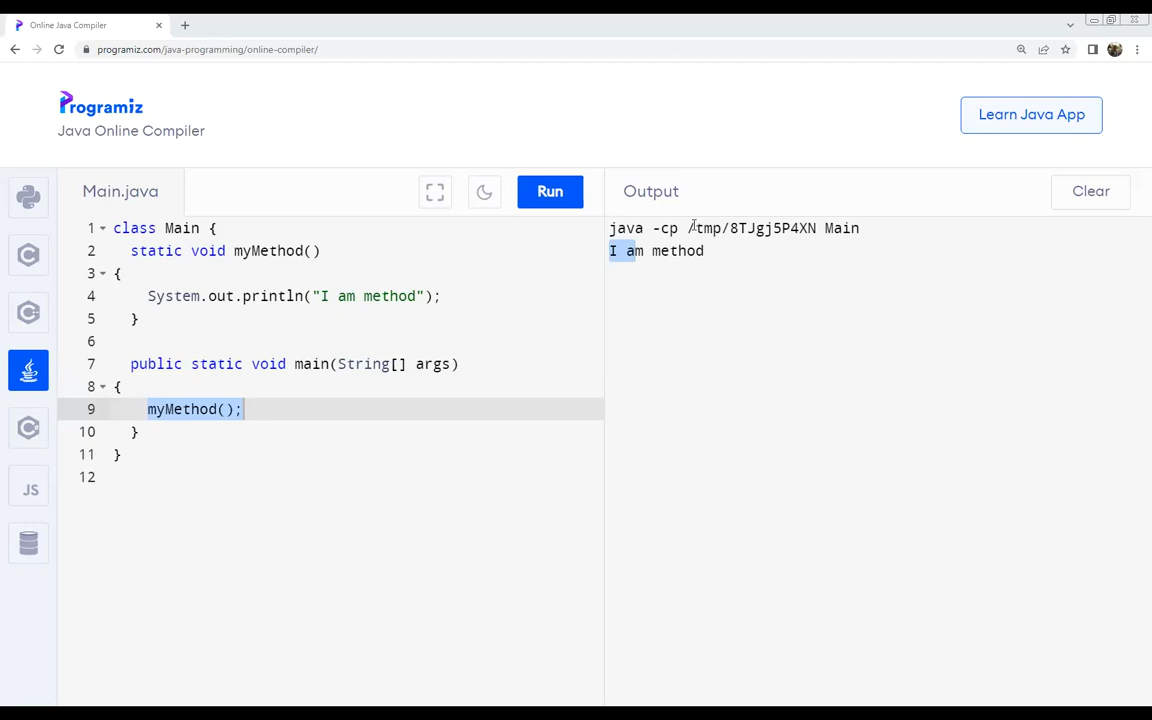 Online Java Compiler
programiz.com/java-programming/online-compiler/
Programiz
Java Online Compiler
Learn Java App
Main.java
Run
Output
Clear
1 class Main {
2 static void myMethod()
3 {
4 System.out.println("I am method");
5 }
6
7 public static void main(String[] args)
8 {
9 myMethod();
10 }
11 }
12
JS
java -cp /tmp/8TJgj5P4XN Main
I am method